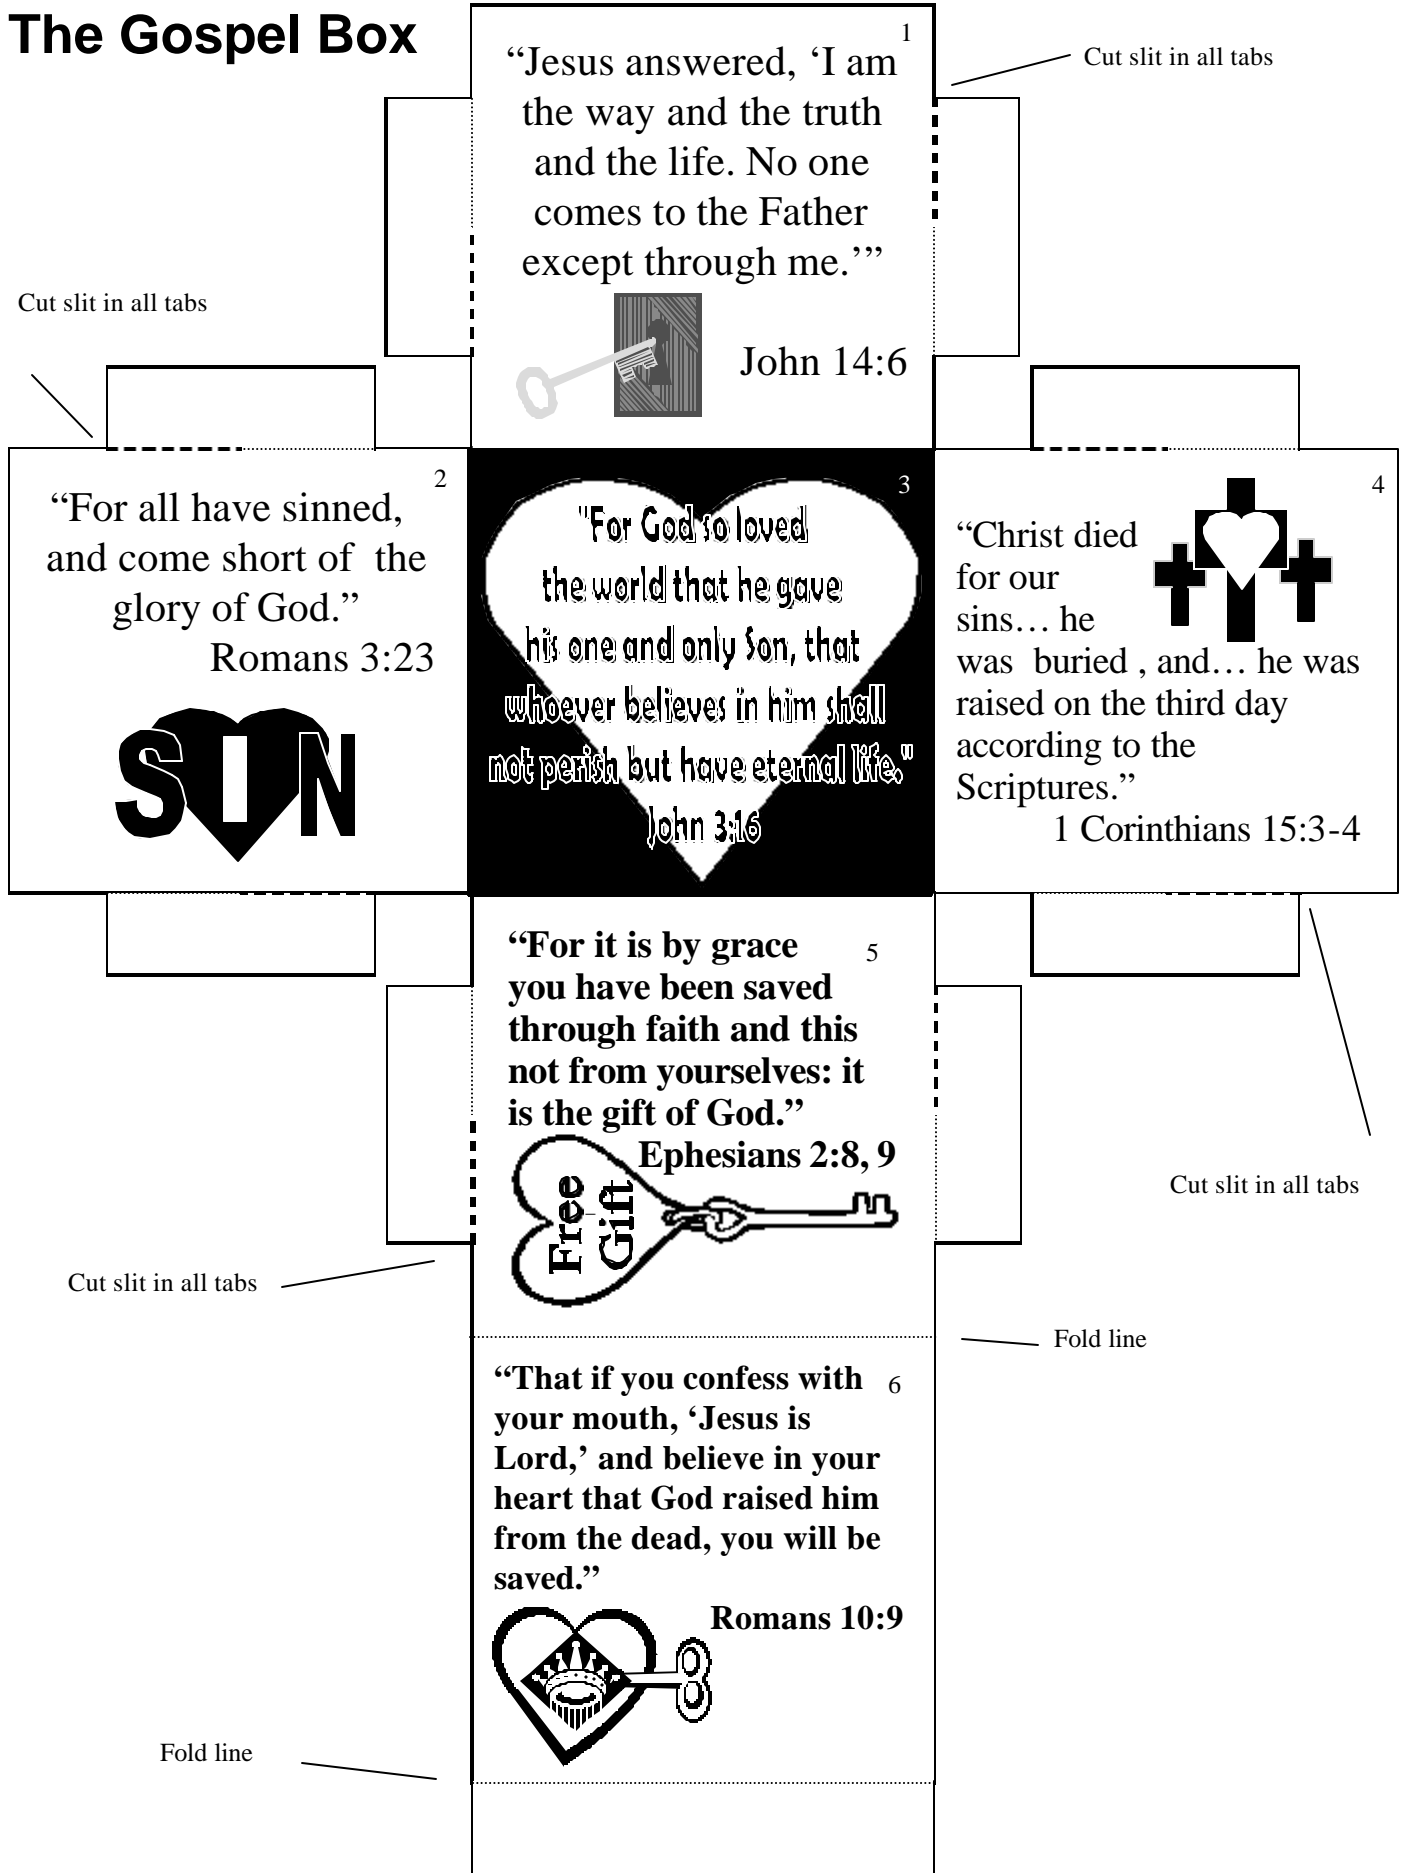 The Gospel Box
1
“Jesus answered, ‘I am
the way and the truth
and the life. No one
comes to the Father
except through me.’”
John 14:6
Cut slit in all tabs
Cut slit in all tabs
2
“For all have sinned,
and come short of  the
glory of God.”
Romans 3:23
SIN
3
"For God so loved
the world that he gave
his one and only Son, that
whoever believes in him shall
not perish but have eternal life."
John 3:16
4
“Christ died
for our
sins… he
was  buried , and… he was
raised on the third day
according to the
Scriptures.”
1 Corinthians 15:3-4
5
“For it is by grace
you have been saved
through faith and this
not from yourselves: it
is the gift of God.”
Ephesians 2:8, 9
Free
Gift
Cut slit in all tabs
Cut slit in all tabs
Fold line
6
“That if you confess with
your mouth, ‘Jesus is
Lord,’ and believe in your
heart that God raised him
from the dead, you will be
saved.”
Romans 10:9
Fold line